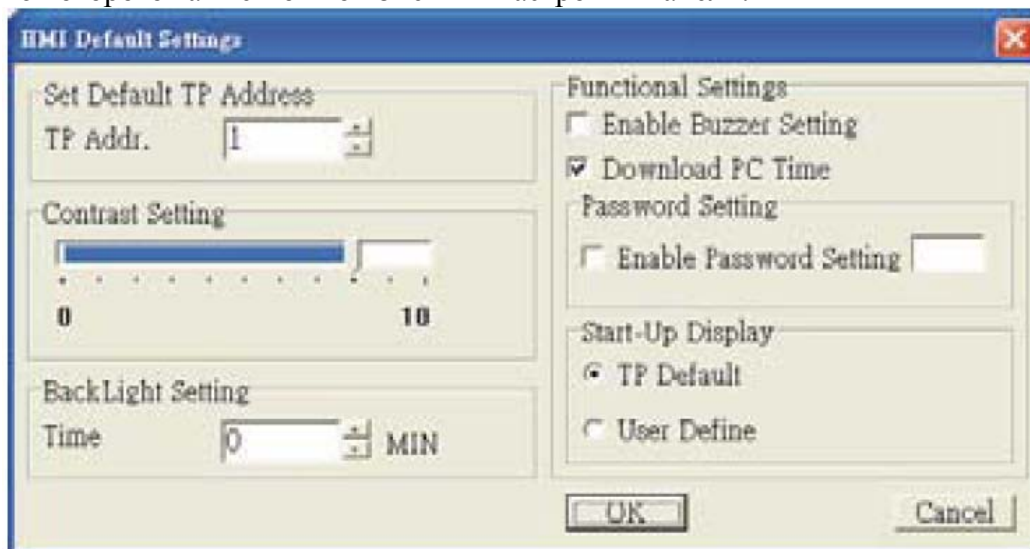 HMI Default Settings
Set Default TP Address
TP Addr. 1
Contrast Setting
0 10
BackLight Setting
Time 0 MIN
Functional Settings
Enable Buzzer Setting
Download PC Time
Password Setting
Enable Password Setting
Start-Up Display
TP Default
User Define
OK Cancel